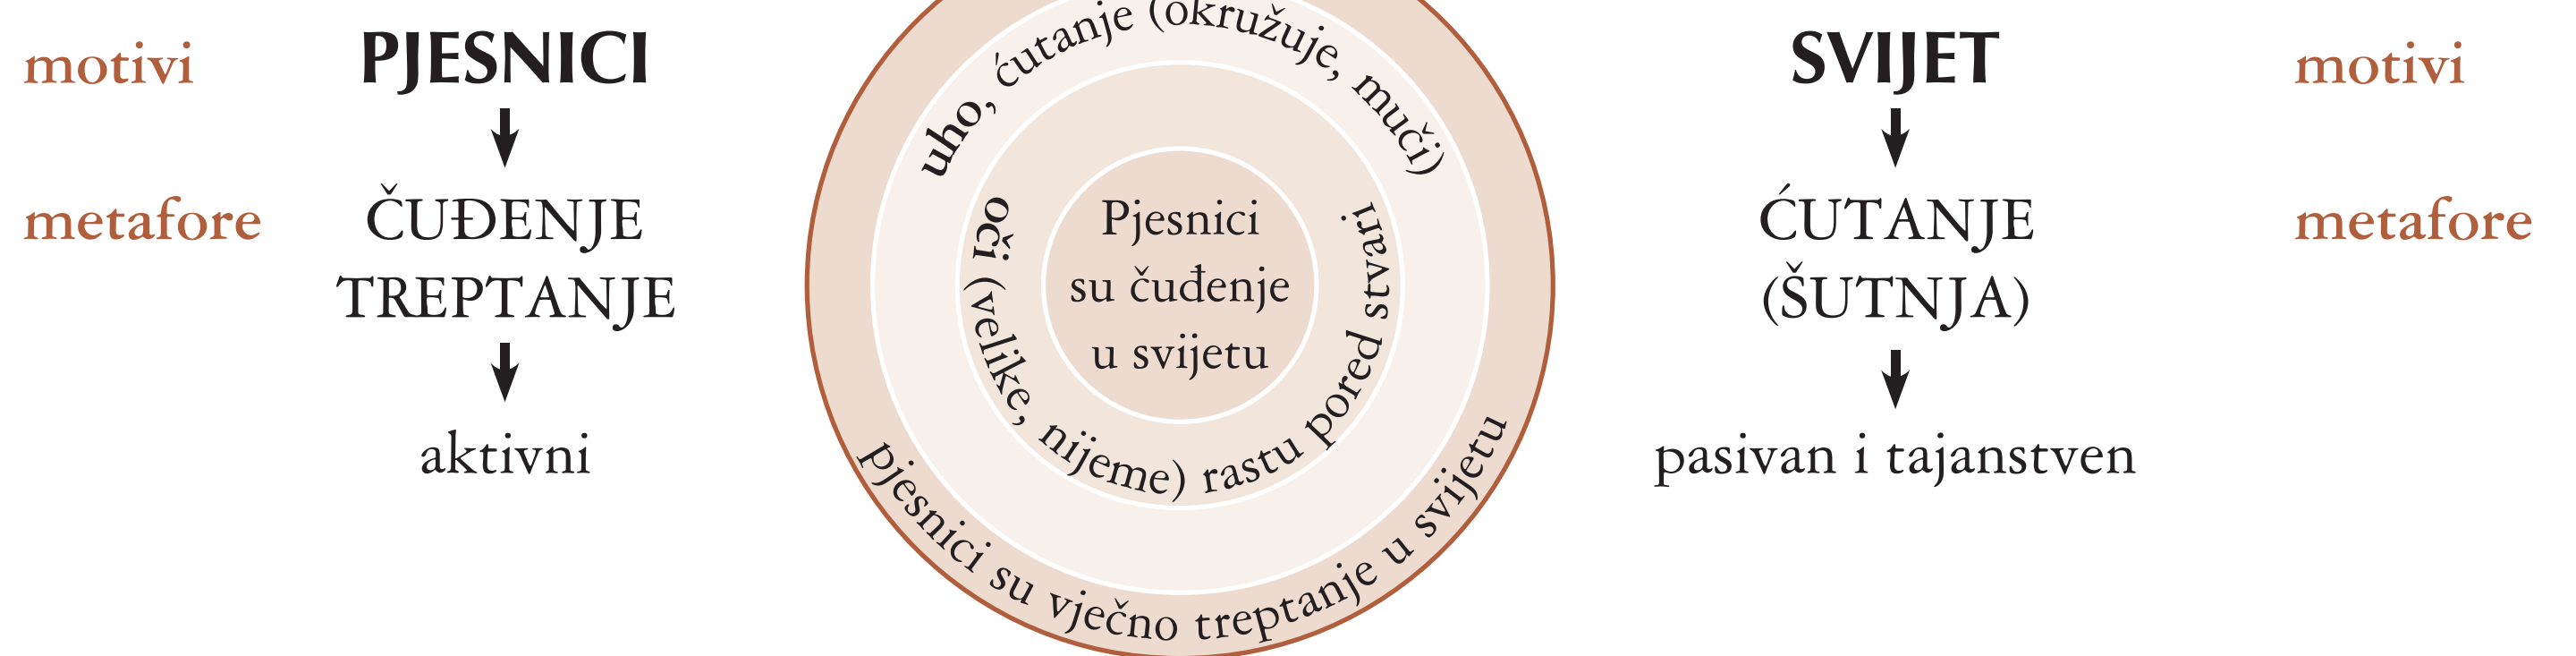 motivi
PJESNICI
metafore
ČUĐENJE
TREPTANJE
aktivni
uho, ćutanje (okružuje, muči)
oči (velike, nijeme) rastu pored stvari
Pjesnici
su čuđenje
u svijetu
pjesnici su vječno treptanje u svijetu
SVIJET
motivi
ĆUTANJE
(ŠUTNJA)
metafore
pasivan i tajanstven